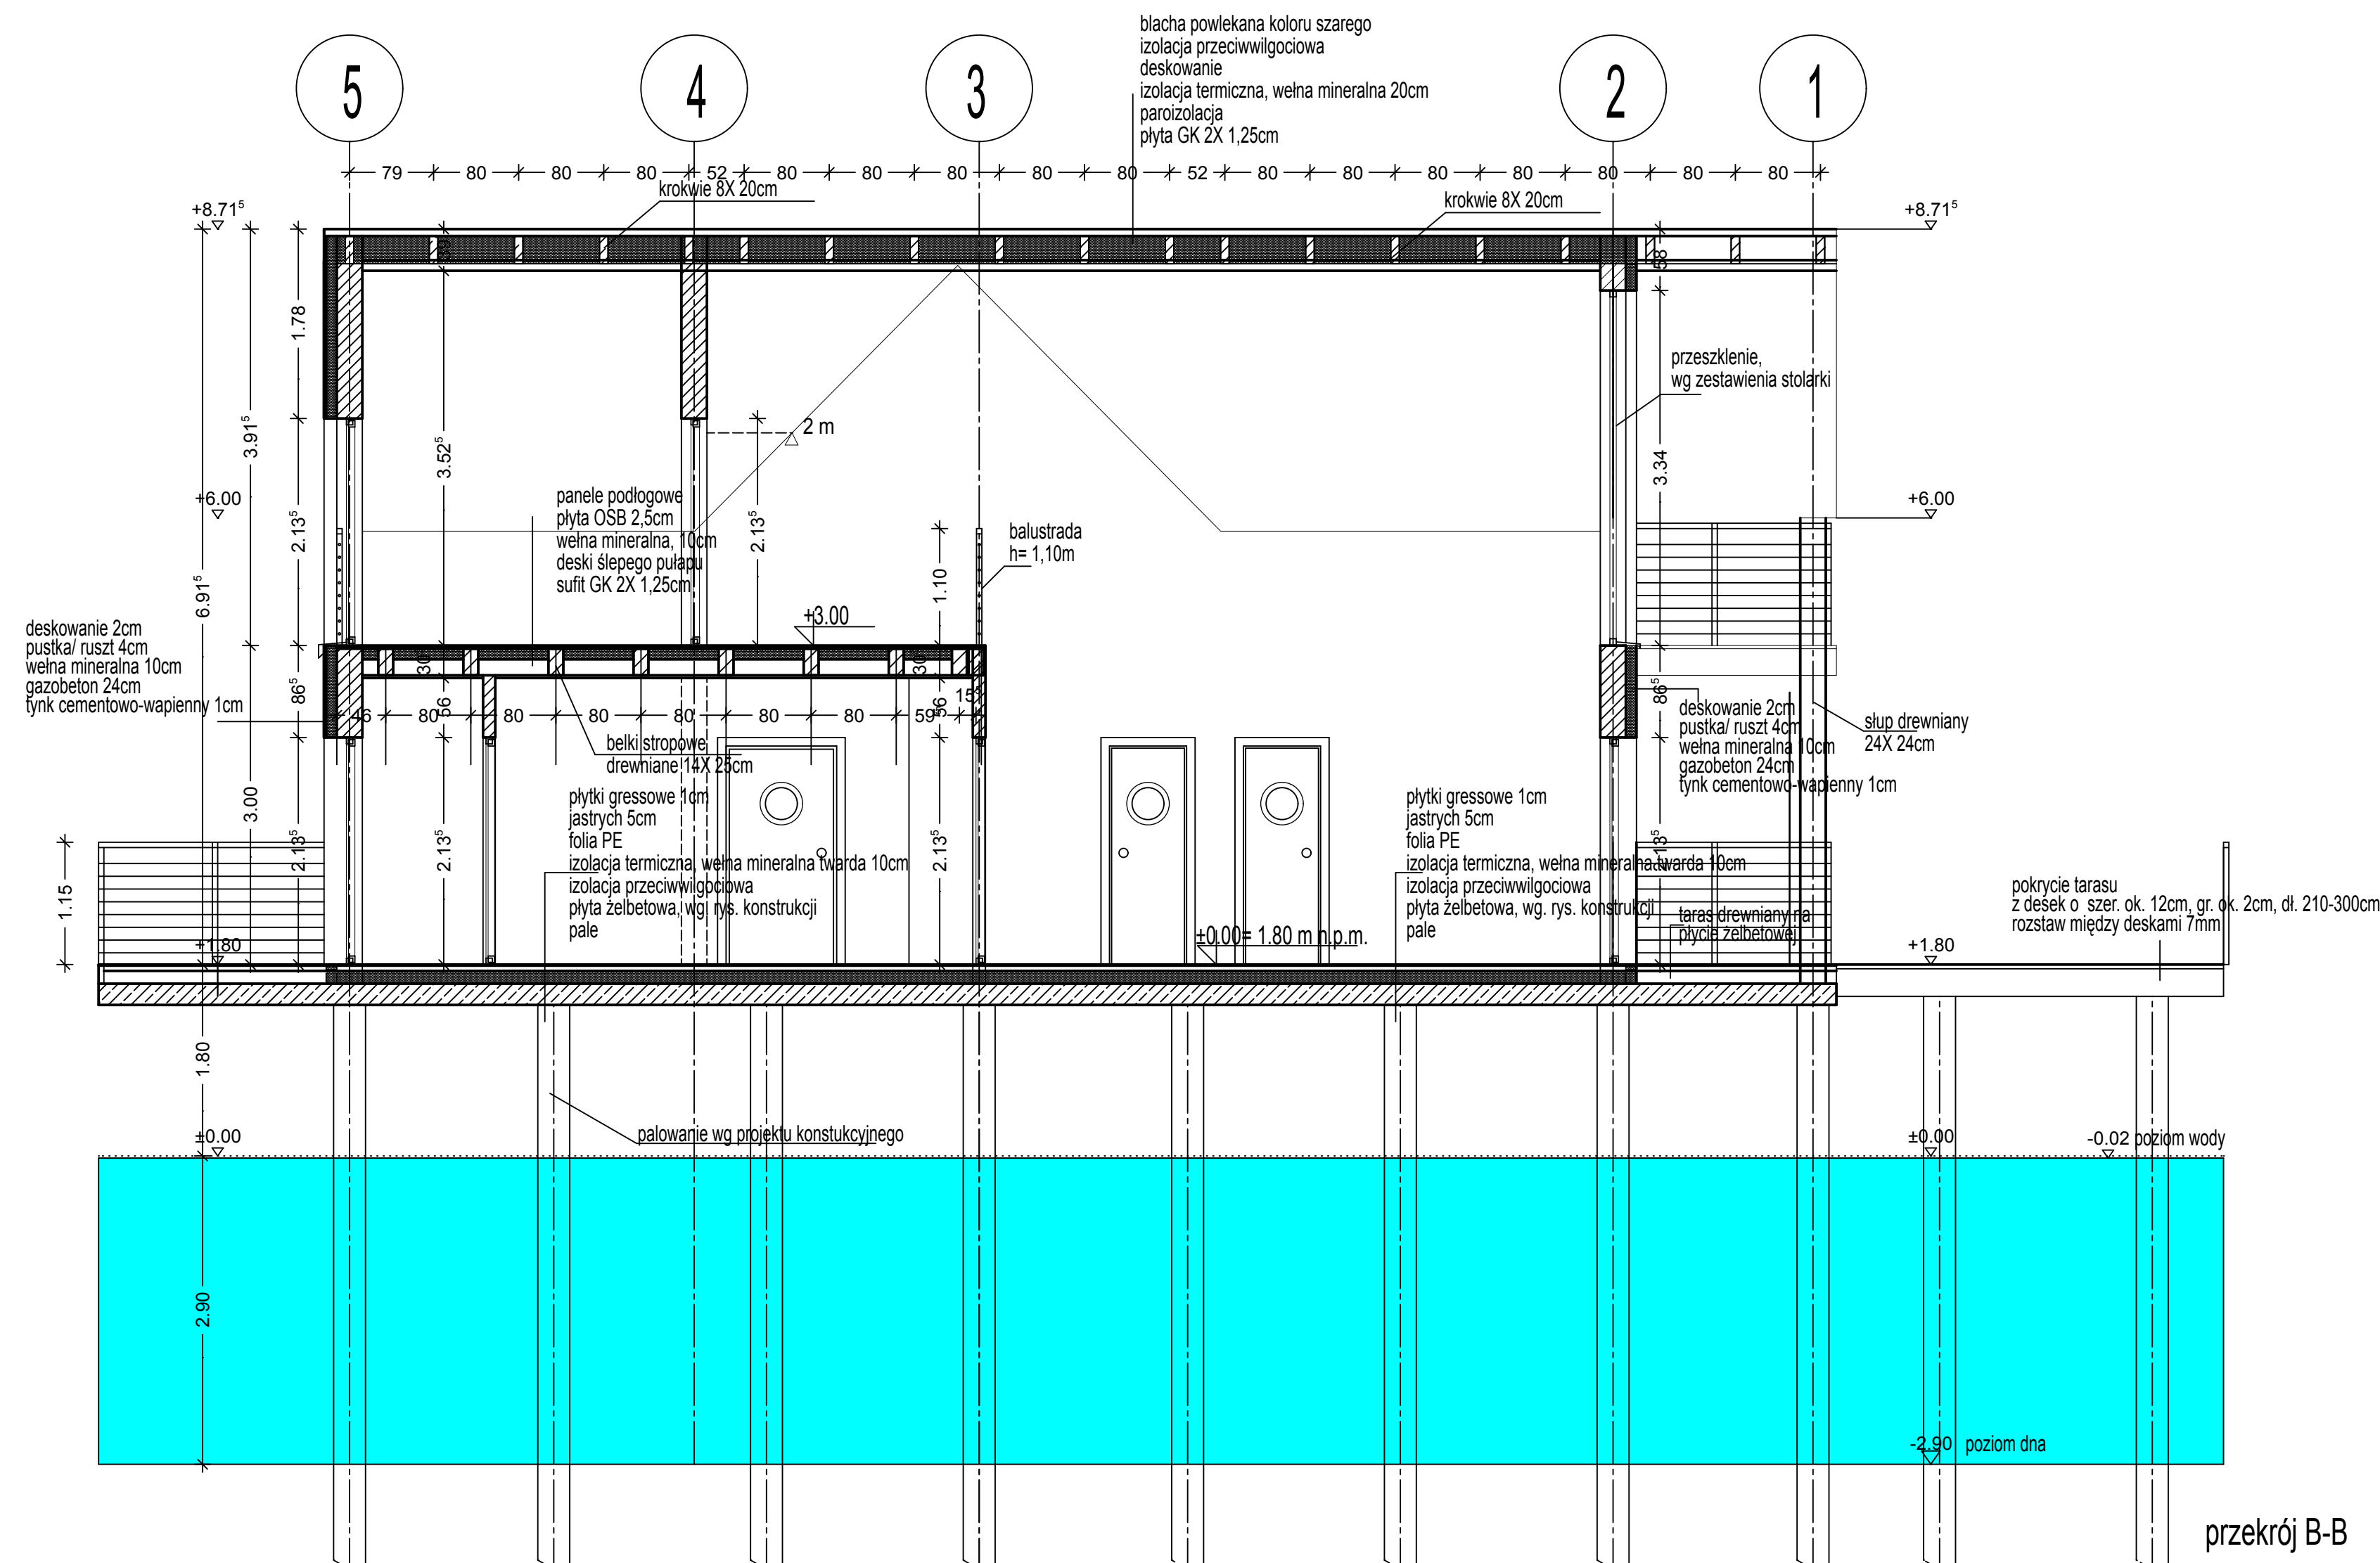 blacha powlekana koloru szarego
izolacja przeciwwilgociowa
deskowanie
izolacja termiczna, wełna mineralna 20cm
paroizolacja
płyta GK 2X 1,25cm
5
4
3
2
1
79
80
80
80
52
80
80
80
80
80
52
80
80
80
80
80
80
krokwie 8X 20cm
krokwie 8X 20cm
+8.71⁵
+8.71⁵
39⁵
58
1.78
3.91⁵
3.52⁵
2 m
przeszklenie,
wg zestawienia stolarki
3.34
+6.00
+6.00
panele podłogowe
płyta OSB 2,5cm
wełna mineralna, 10cm
deski ślepego pułapu
sufit GK 2X 1,25cm
2.13⁵
2.13⁵
balustrada
h= 1,10m
1.10
6.91⁵
+3.00
deskowanie 2cm
pustka/ ruszt 4cm
wełna mineralna 10cm
gazobeton 24cm
tynk cementowo-wapienny 1cm
30⁵
30⁵
86⁵
56
56
86⁵
15⁵
46
80
80
80
80
80
80
59
belki stropowe
drewniane 14X 25cm
deskowanie 2cm
pustka/ ruszt 4cm
wełna mineralna 10cm
gazobeton 24cm
tynk cementowo-wapienny 1cm
słup drewniany
24X 24cm
3.00
2.13⁵
2.13⁵
2.13⁵
2.13⁵
1.15
płytki gressowe 1cm
jastrych 5cm
folia PE
izolacja termiczna, wełna mineralna twarda 10cm
izolacja przeciwwilgociowa
płyta żelbetowa, wg. rys. konstrukcji
pale
płytki gressowe 1cm
jastrych 5cm
folia PE
izolacja termiczna, wełna mineralna twarda 10cm
izolacja przeciwwilgociowa
płyta żelbetowa, wg. rys. konstrukcji
pale
taras drewniany na
płycie żelbetowej
pokrycie tarasu
z desek o szer. ok. 12cm, gr. ok. 2cm, dł. 210-300cm
rozstaw między deskami 7mm
±0.00= 1.80 m n.p.m.
+1.80
+1.80
1.80
palowanie wg projektu konstukcyjnego
±0.00
±0.00
-0.02 poziom wody
2.90
-2.90 poziom dna
przekrój B-B